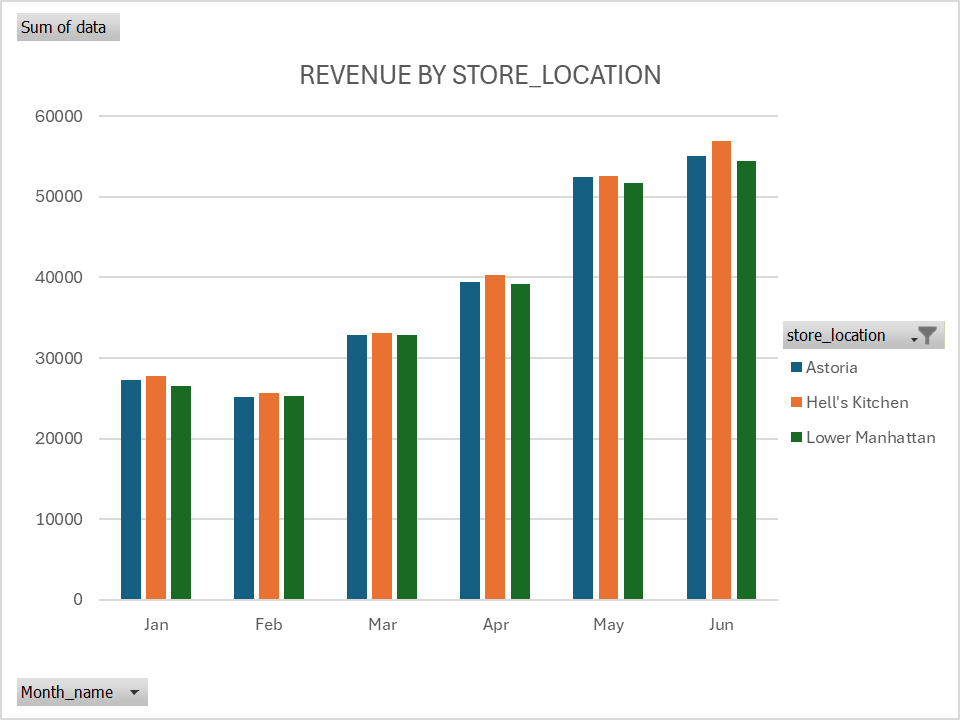 Sum of data
REVENUE BY STORE_LOCATION
60000
50000
40000
30000
20000
10000
0
Jan Feb Mar Apr May Jun
store_location
Astoria
Hell's Kitchen
Lower Manhattan
Month_name